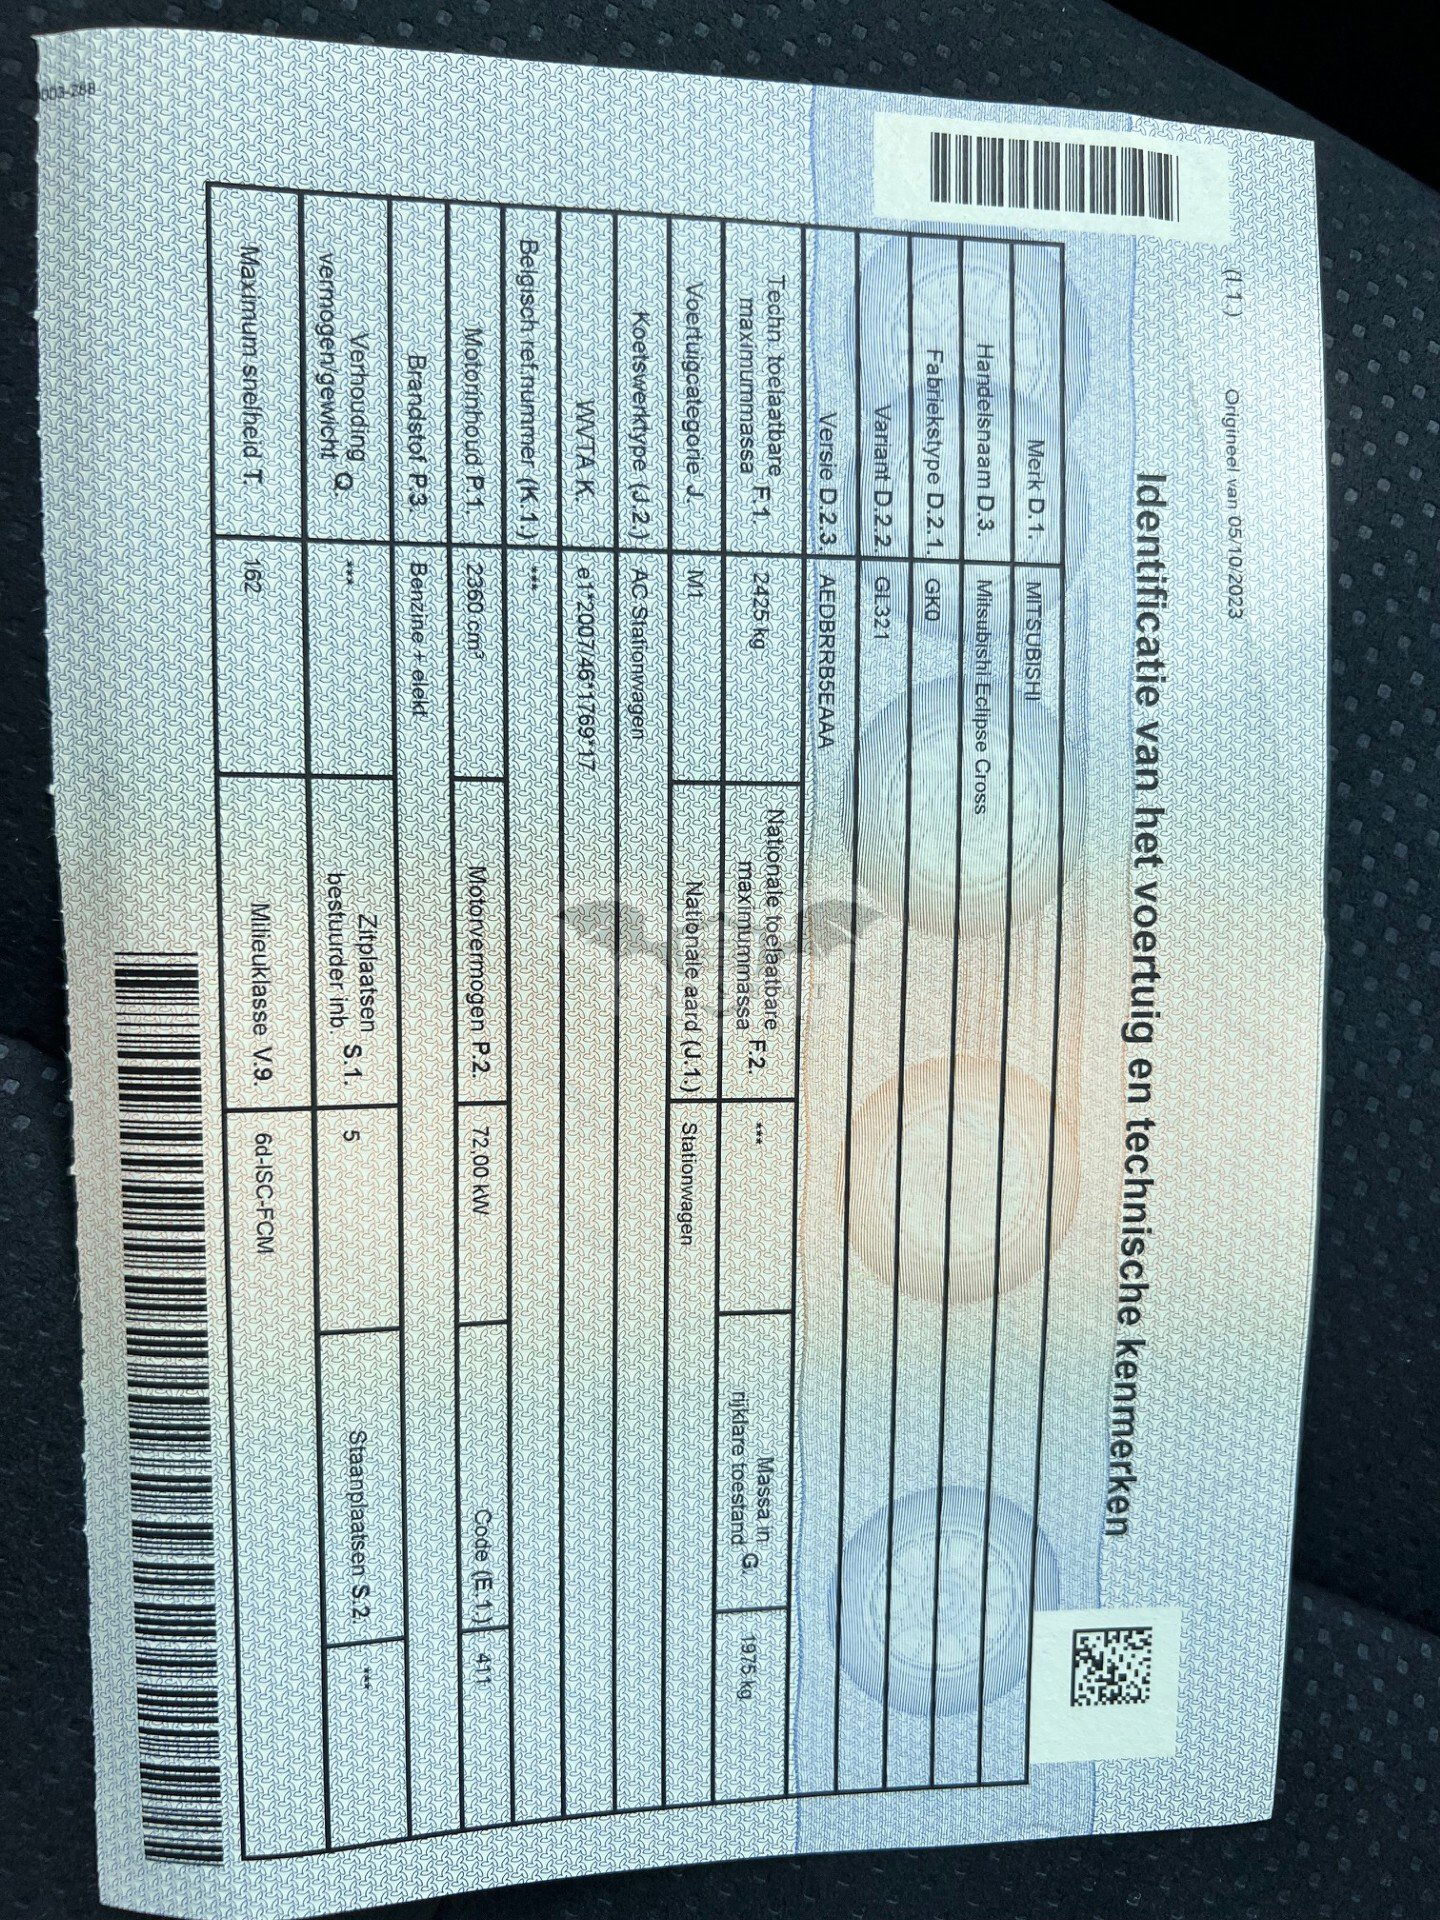 (I.1.) Origineel van 05/10/2023
Identificatie van het voertuig en technische kenmerken
Merk D.1. MITSUBISHI
Handelsnaam D.3. Mitsubishi Eclipse Cross
Fabriekstype D.2.1. GK0
Variant D.2.2. GL321
Versie D.2.3. AEDBRRB5EAAA
Techn. toelaatbare maximummassa F.1. 2425 kg Nationale toelaatbare maximummassa F.2. *** Massa in rijklare toestand G. 1975 kg
Voertuigcategorie J. M1 Nationale aard (J.1.) Stationwagen
Koetswerktype (J.2.) AC Stationwagen
WVTA K. e1*2007/46*1769*17
Belgisch ref.nummer (K.1.) ***
Motorinhoud P.1. 2360 cm³ Motorvermogen P.2. 72,00 kW Code (E.1.) 411
Brandstof P.3. Benzine + elekt
Verhouding vermogen/gewicht Q. *** Zitplaatsen bestuurder inb. S.1. 5 Staanplaatsen S.2. ***
Maximum snelheid T. 162 Milieuklasse V.9. 6d-ISC-FCM